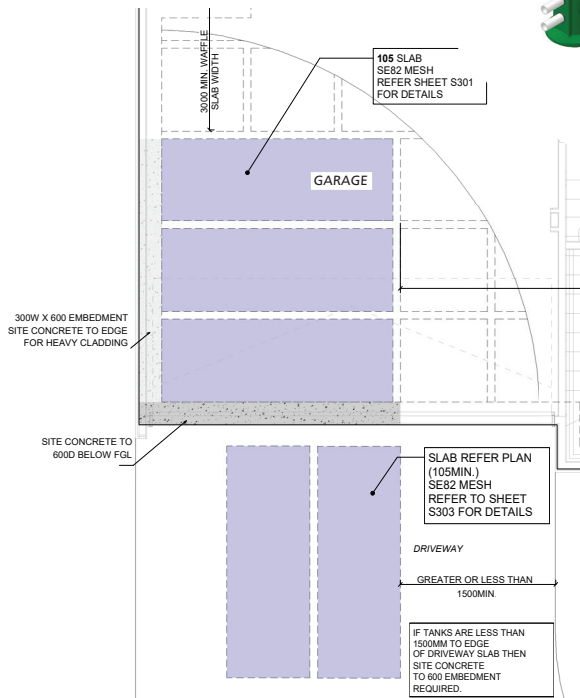 3000 MIN. WAFFLE
SLAB WIDTH
105 SLAB
SE82 MESH
REFER SHEET S301
FOR DETAILS
GARAGE
300W X 600 EMBEDMENT
SITE CONCRETE TO EDGE
FOR HEAVY CLADDING
SITE CONCRETE TO
600D BELOW FGL
SLAB REFER PLAN
(105MIN.)
SE82 MESH
REFER TO SHEET
S303 FOR DETAILS
DRIVEWAY
GREATER OR LESS THAN
1500MIN.
IF TANKS ARE LESS THAN
1500MM TO EDGE
OF DRIVEWAY SLAB THEN
SITE CONCRETE
TO 600 EMBEDMENT
REQUIRED.